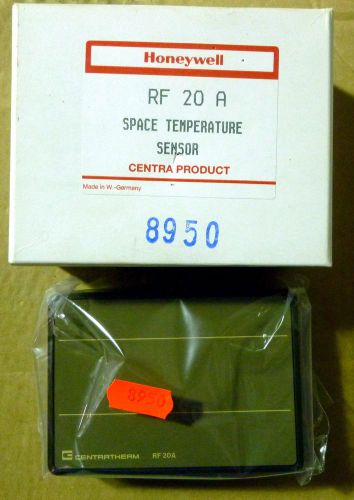 Honeywell
RF 20 A
SPACE TEMPERATURE
SENSOR
CENTRA PRODUCT
Made in W.-Germany
8950
8950
CENTRATHERM RF 20A